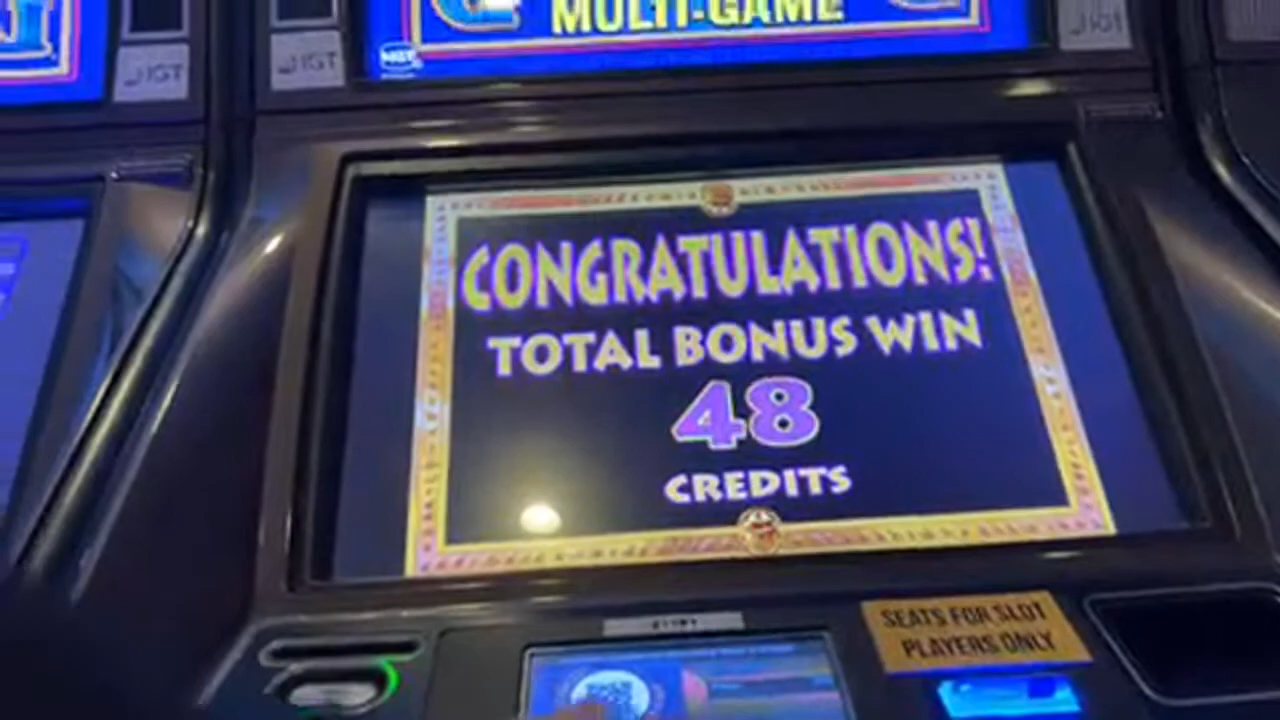 MULTI-GAME
IGT
IGT
IGT
CONGRATULATIONS!
TOTAL BONUS WIN
48
CREDITS
SEATS FOR SLOT
PLAYERS ONLY